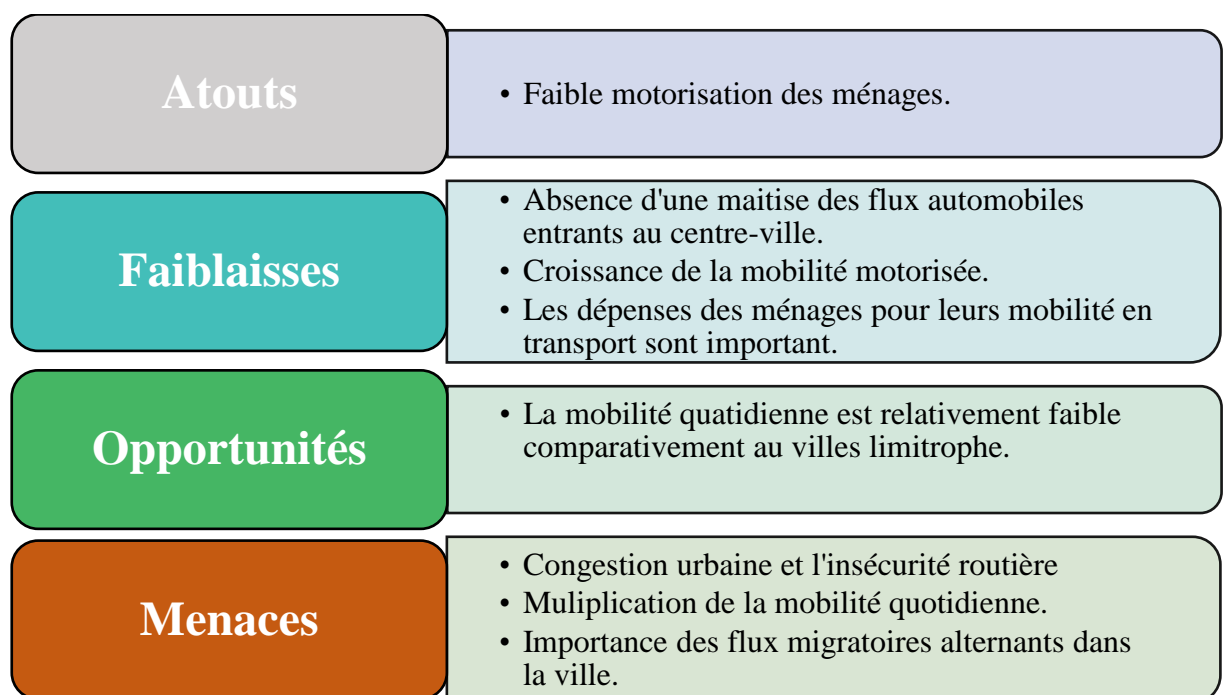 Atouts
• Faible motorisation des ménages.
Faiblaisses
• Absence d'une maitise des flux automobiles
entrants au centre-ville.
• Croissance de la mobilité motorisée.
• Les dépenses des ménages pour leurs mobilité en
transport sont important.
Opportunités
• La mobilité quatidienne est relativement faible
comparativement au villes limitrophe.
Menaces
• Congestion urbaine et l'insécurité routière
• Muliplication de la mobilité quotidienne.
• Importance des flux migratoires alternants dans
la ville.